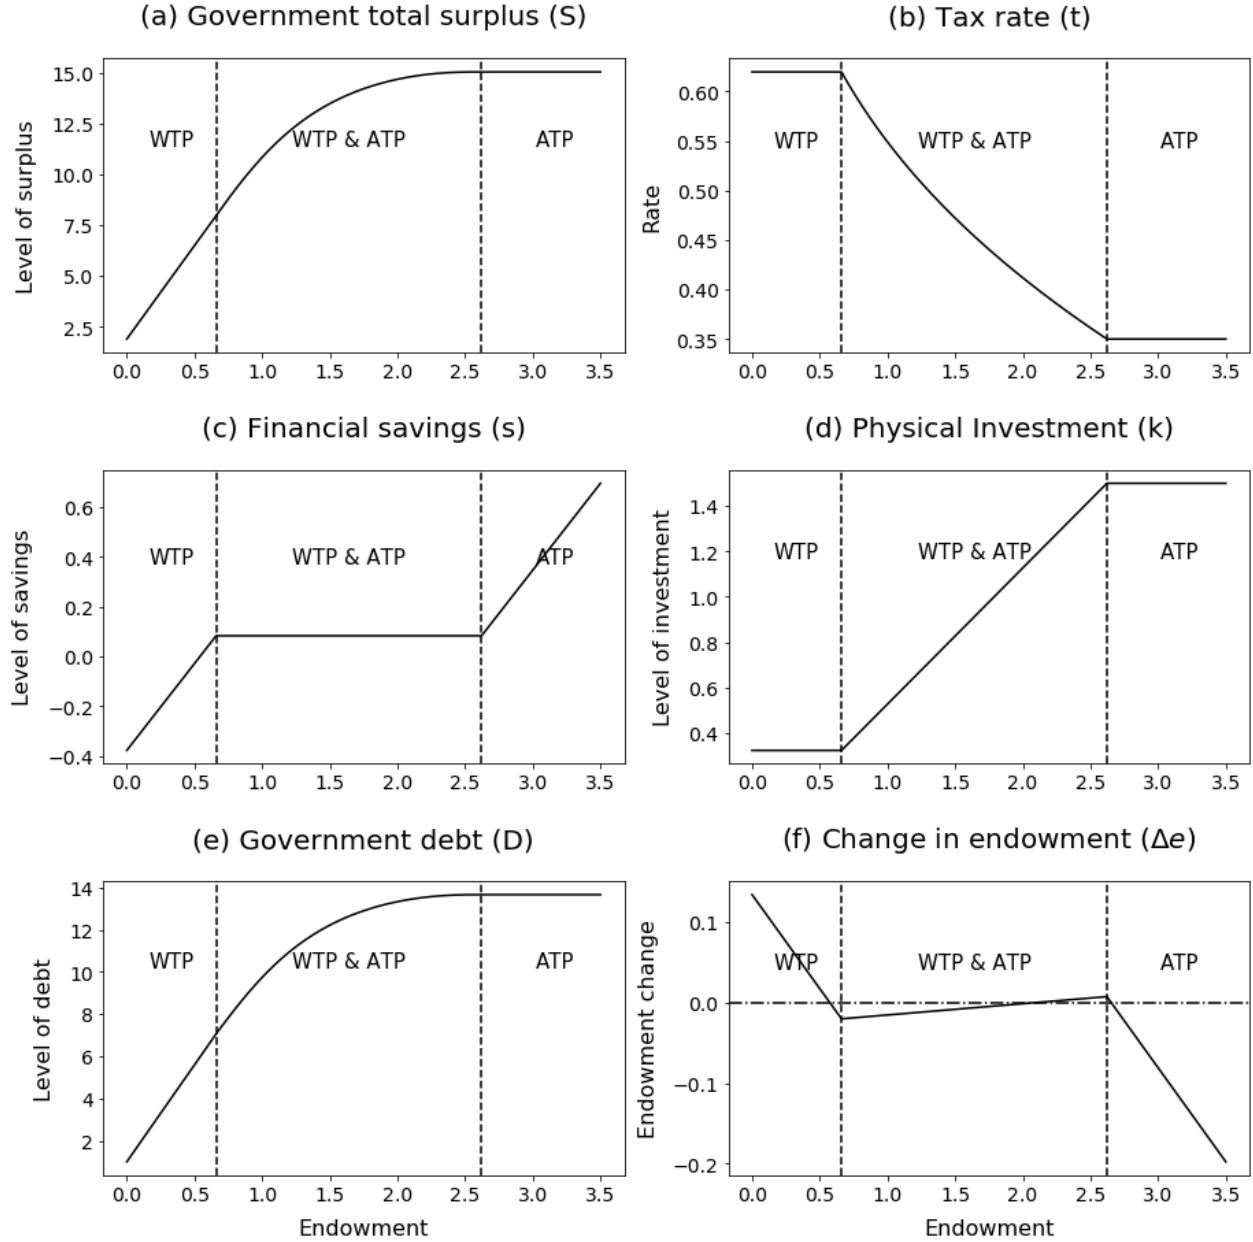 (a) Government total surplus (S)
Level of surplus
15.0
12.5
10.0
7.5
5.0
2.5
WTP
WTP & ATP
ATP
0.0 0.5 1.0 1.5 2.0 2.5 3.0 3.5
(b) Tax rate (t)
Rate
0.60
0.55
0.50
0.45
0.40
0.35
WTP
WTP & ATP
ATP
0.0 0.5 1.0 1.5 2.0 2.5 3.0 3.5
(c) Financial savings (s)
Level of savings
0.6
0.4
0.2
0.0
−0.2
−0.4
WTP
WTP & ATP
ATP
0.0 0.5 1.0 1.5 2.0 2.5 3.0 3.5
(d) Physical Investment (k)
Level of investment
1.4
1.2
1.0
0.8
0.6
0.4
WTP
WTP & ATP
ATP
0.0 0.5 1.0 1.5 2.0 2.5 3.0 3.5
(e) Government debt (D)
Level of debt
14
12
10
8
6
4
2
WTP
WTP & ATP
ATP
0.0 0.5 1.0 1.5 2.0 2.5 3.0 3.5
Endowment
(f) Change in endowment (Δe)
Endowment change
0.1
0.0
−0.1
−0.2
WTP
WTP & ATP
ATP
0.0 0.5 1.0 1.5 2.0 2.5 3.0 3.5
Endowment